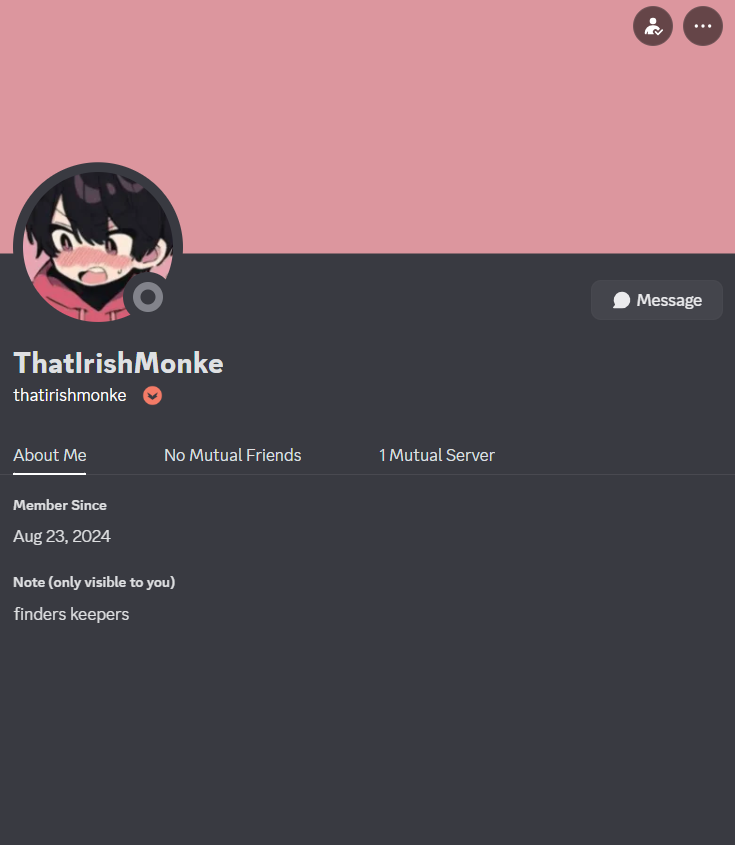 Message
ThatIrishMonke
thatirishmonke
About Me No Mutual Friends 1 Mutual Server
Member Since
Aug 23, 2024
Note (only visible to you)
finders keepers